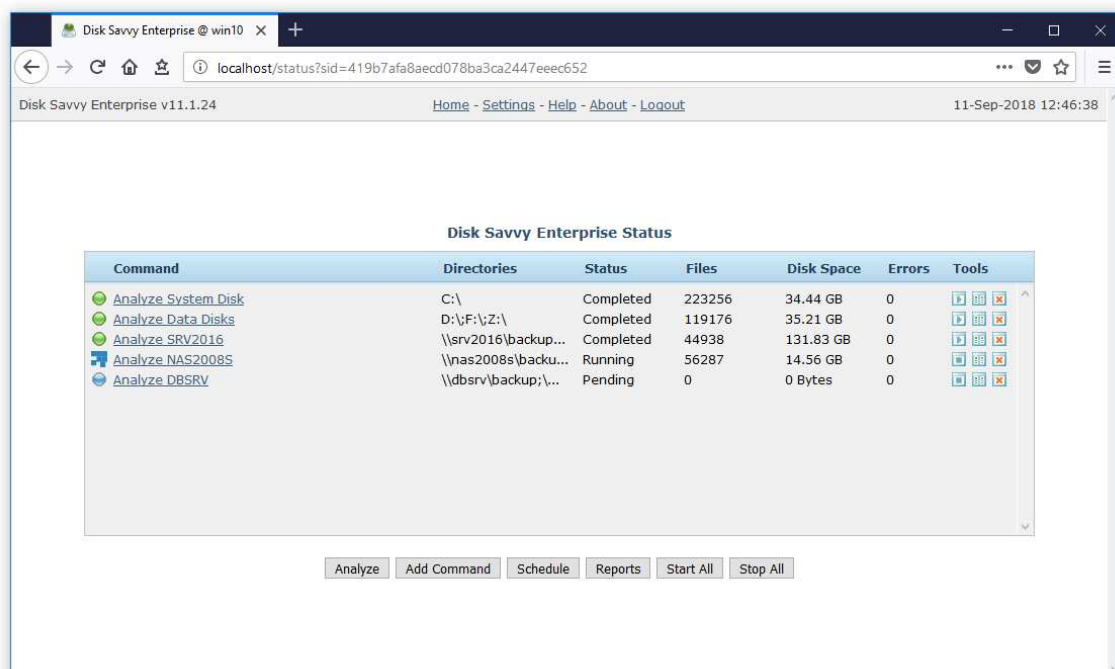 Disk Savvy Enterprise @ win10
localhost/status?sid=419b7afa8aecd078ba3ca2447eeec652
Disk Savvy Enterprise v11.1.24 Home - Settings - Help - About - Logout 11-Sep-2018 12:46:38
Disk Savvy Enterprise Status
Command Directories Status Files Disk Space Errors Tools
Analyze System Disk C:\ Completed 223256 34.44 GB 0
Analyze Data Disks D:\;F:\;Z:\ Completed 119176 35.21 GB 0
Analyze SRV2016 \\srv2016\backup... Completed 44938 131.83 GB 0
Analyze NAS2008S \\nas2008s\backu... Running 56287 14.56 GB 0
Analyze DBSRV \\dbsrv\backup;\... Pending 0 0 Bytes 0
Analyze Add Command Schedule Reports Start All Stop All